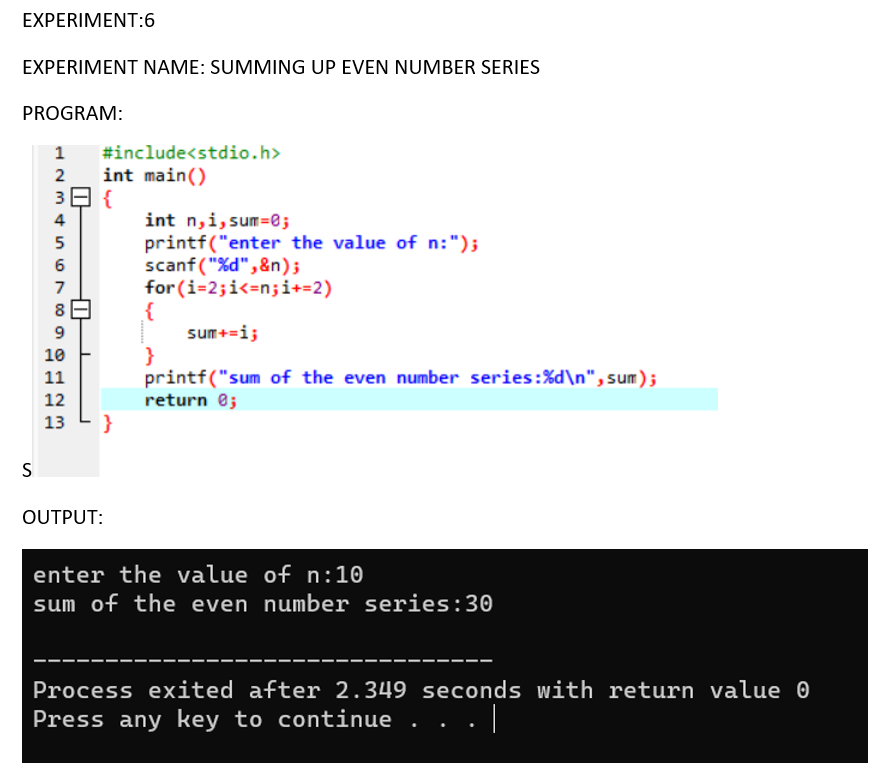 EXPERIMENT:6
EXPERIMENT NAME: SUMMING UP EVEN NUMBER SERIES
PROGRAM:
1 #include<stdio.h>
2 int main()
3 {
4 int n,i,sum=0;
5 printf("enter the value of n:");
6 scanf("%d",&n);
7 for(i=2;i<=n;i+=2)
8 {
9 sum+=i;
10 }
11 printf("sum of the even number series:%d\n",sum);
12 return 0;
13 }
S
OUTPUT:
enter the value of n:10
sum of the even number series:30
--------------------------------
Process exited after 2.349 seconds with return value 0
Press any key to continue . . .